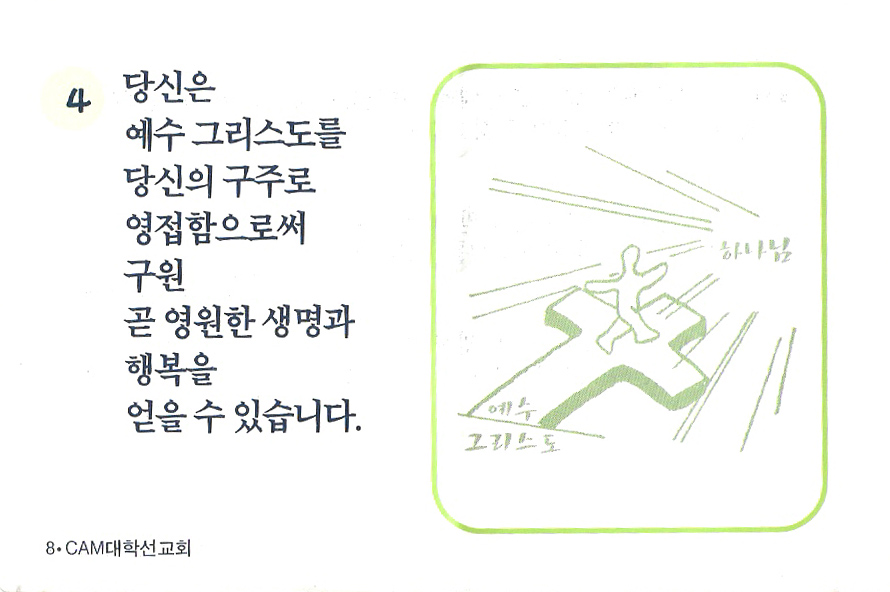 4
당신은
예수 그리스도를
당신의 구주로
영접함으로써
구원
곧 영원한 생명과
행복을
얻을 수 있습니다.
하나님
예수
그리스도
8•CAM대학선교회